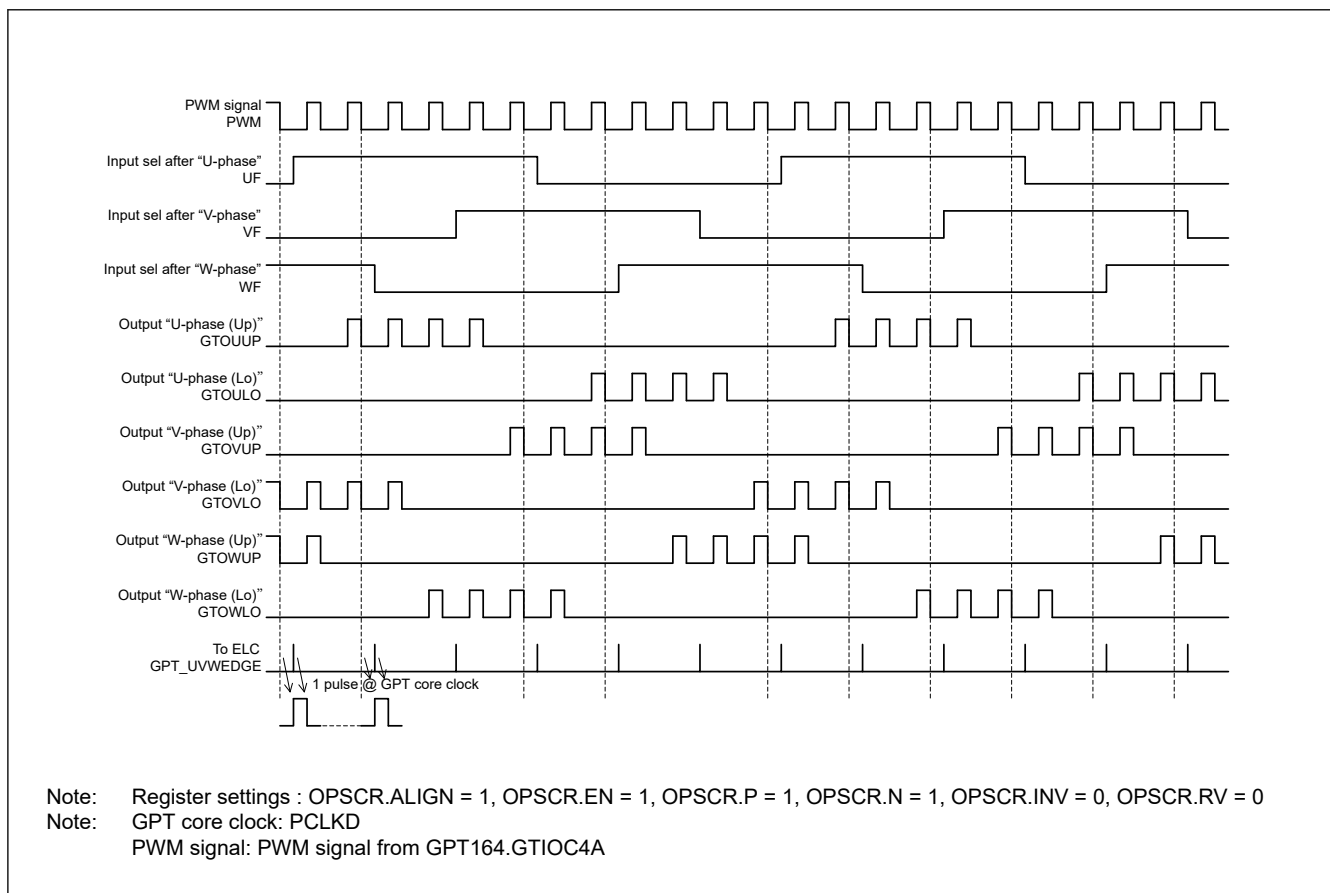 PWM signal
PWM
Input sel after “U-phase”
UF
Input sel after “V-phase”
VF
Input sel after “W-phase”
WF
Output “U-phase (Up)”
GTOUUP
Output “U-phase (Lo)”
GTOULO
Output “V-phase (Up)”
GTOVUP
Output “V-phase (Lo)”
GTOVLO
Output “W-phase (Up)”
GTOWUP
Output “W-phase (Lo)”
GTOWLO
To ELC
GPT_UVWEDGE
1 pulse @ GPT core clock
Note: Register settings : OPSCR.ALIGN = 1, OPSCR.EN = 1, OPSCR.P = 1, OPSCR.N = 1, OPSCR.INV = 0, OPSCR.RV = 0
Note: GPT core clock: PCLKD
PWM signal: PWM signal from GPT164.GTIOC4A